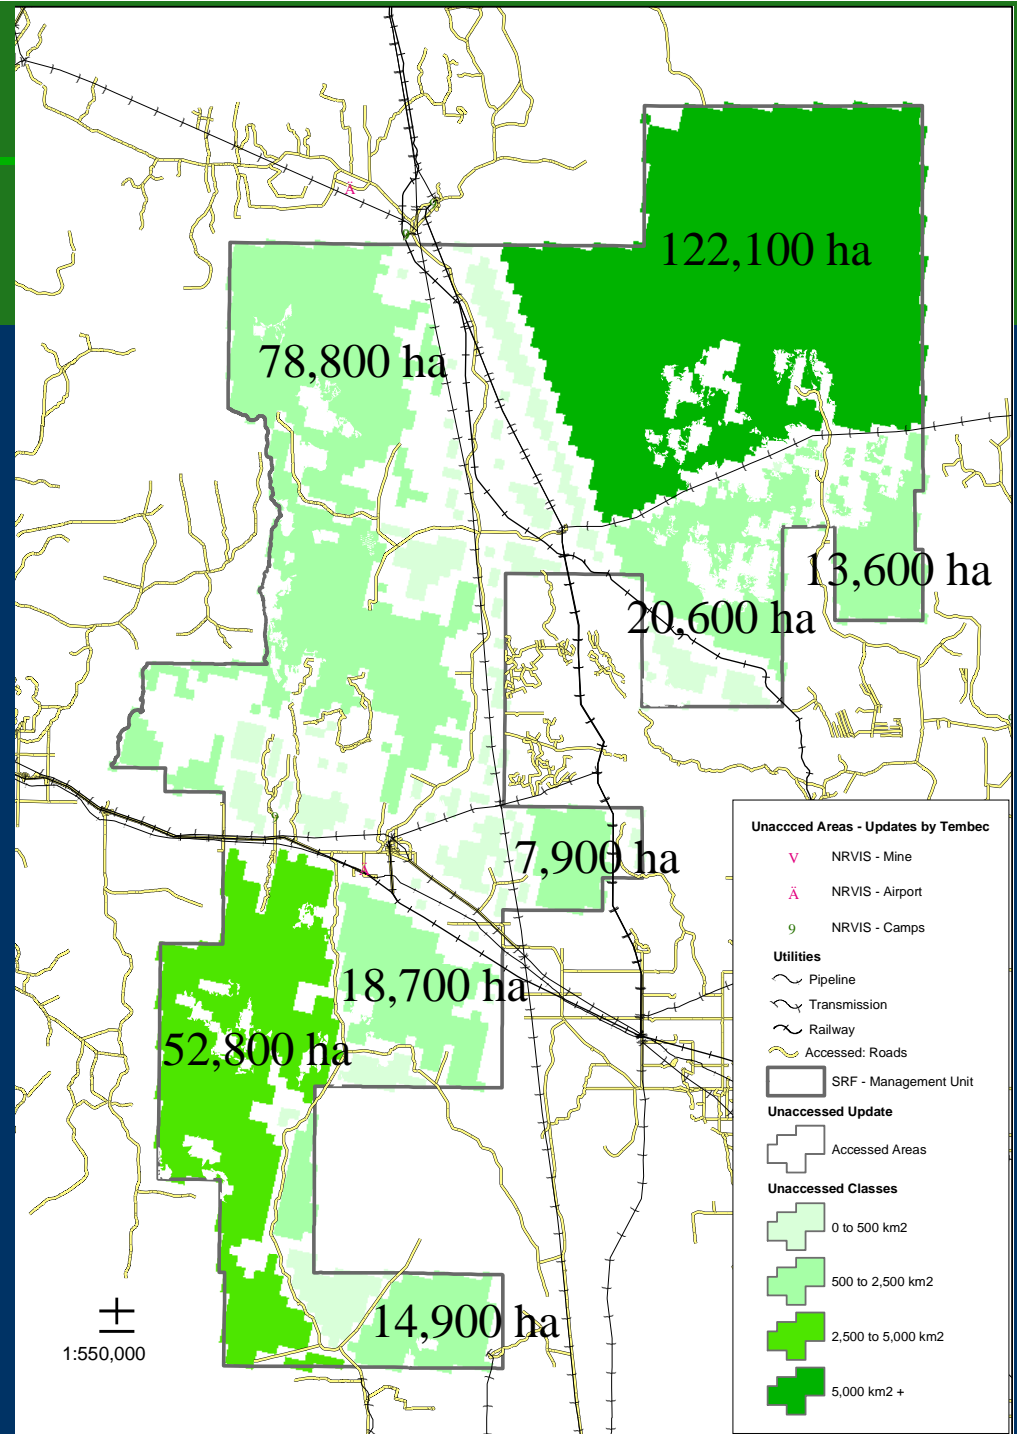 Ä
122,100 ha
78,800 ha
13,600 ha
20,600 ha
7,900 ha
Ä
18,700 ha
52,800 ha
14,900 ha
1:550,000
Unaccced Areas - Updates by Tembec
V NRVIS - Mine
Ä NRVIS - Airport
9 NRVIS - Camps
Utilities
Pipeline
Transmission
Railway
Accessed: Roads
SRF - Management Unit
Unaccessed Update
Accessed Areas
Unaccessed Classes
0 to 500 km2
500 to 2,500 km2
2,500 to 5,000 km2
5,000 km2 +